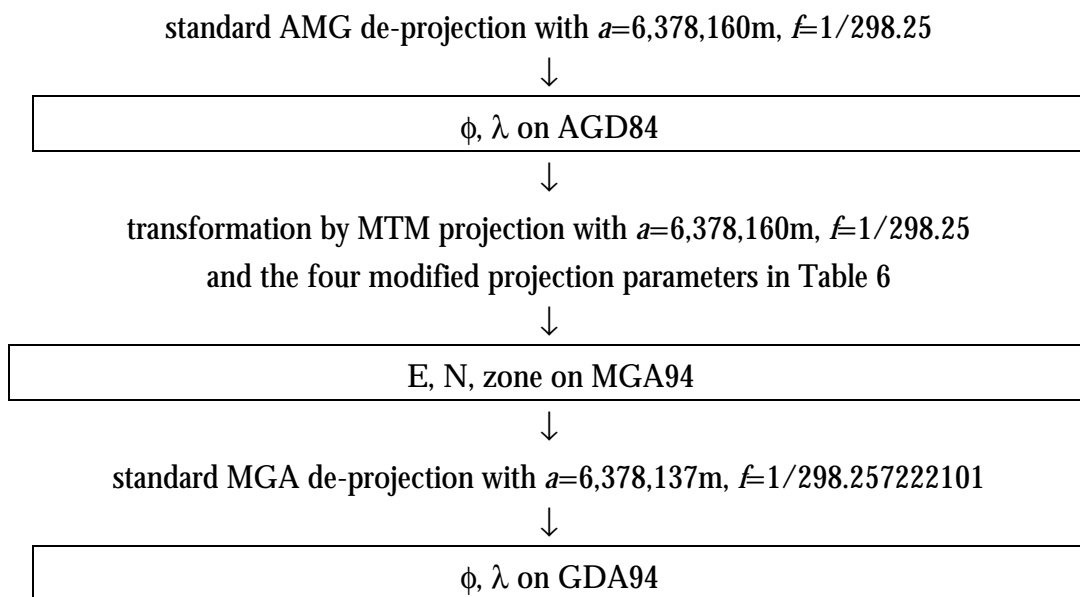 standard AMG de-projection with a=6,378,160m, f=1/298.25
↓
ϕ, λ on AGD84
↓
transformation by MTM projection with a=6,378,160m, f=1/298.25
and the four modified projection parameters in Table 6
↓
E, N, zone on MGA94
↓
standard MGA de-projection with a=6,378,137m, f=1/298.257222101
↓
ϕ, λ on GDA94